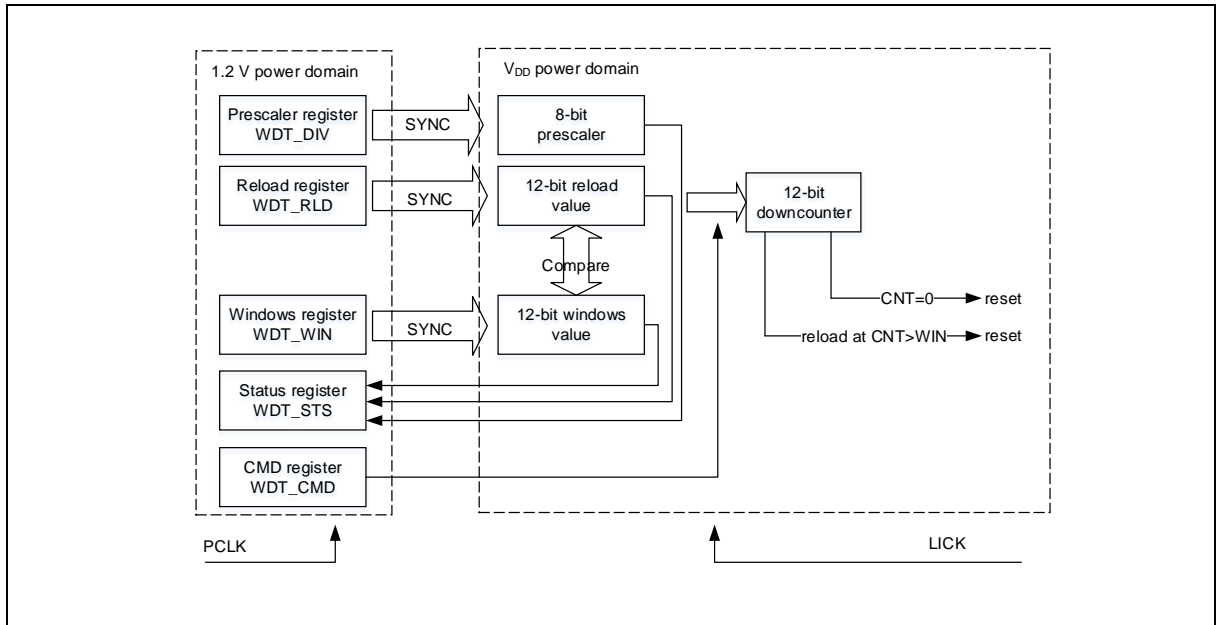 1.2 V power domain
VDD power domain
Prescaler register
WDT_DIV
SYNC
8-bit
prescaler
Reload register
WDT_RLD
SYNC
12-bit reload
value
12-bit
downcounter
Compare
CNT=0
reset
Windows register
WDT_WIN
SYNC
12-bit windows
value
reload at CNT>WIN
reset
Status register
WDT_STS
CMD register
WDT_CMD
PCLK
LICK